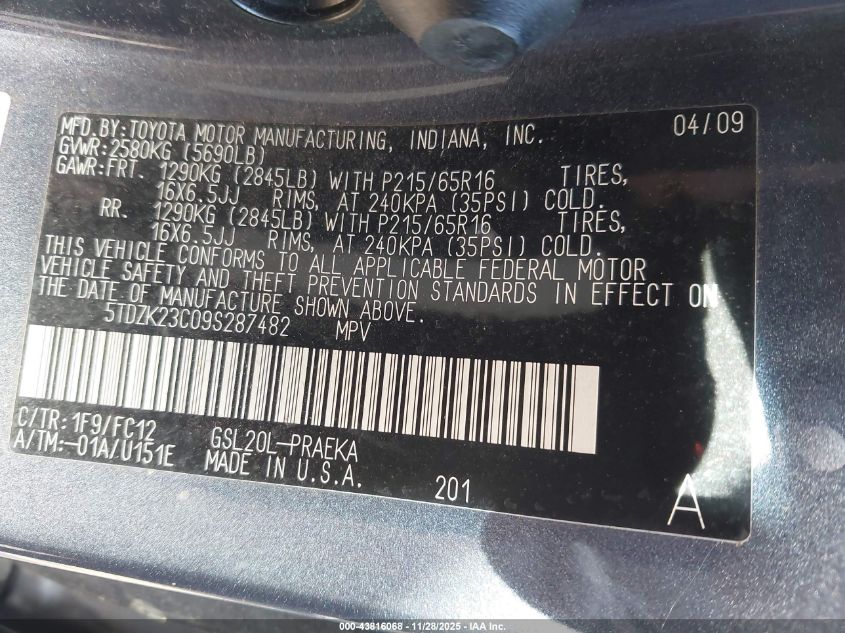 MFD.BY:TOYOTA MOTOR MANUFACTURING, INDIANA, INC. 04/09
GVWR:2580KG (5690LB)
GAWR:FRT. 1290KG (2845LB) WITH P215/65R16 TIRES,
16X6.5JJ RIMS, AT 240KPA (35PSI) COLD.
RR. 1290KG (2845LB) WITH P215/65R16 TIRES,
16X6.5JJ RIMS, AT 240KPA (35PSI) COLD.
THIS VEHICLE CONFORMS TO ALL APPLICABLE FEDERAL MOTOR
VEHICLE SAFETY AND THEFT PREVENTION STANDARDS IN EFFECT ON
THE DATE OF MANUFACTURE SHOWN ABOVE.
5TDZK23C09S287482 MPV
C/TR: 1F9/FC12 GSL20L-PRAEKA
A/TM:-01A/U151E MADE IN U.S.A.
201 A
000-43816068 - 11/28/2025 - IAA Inc.